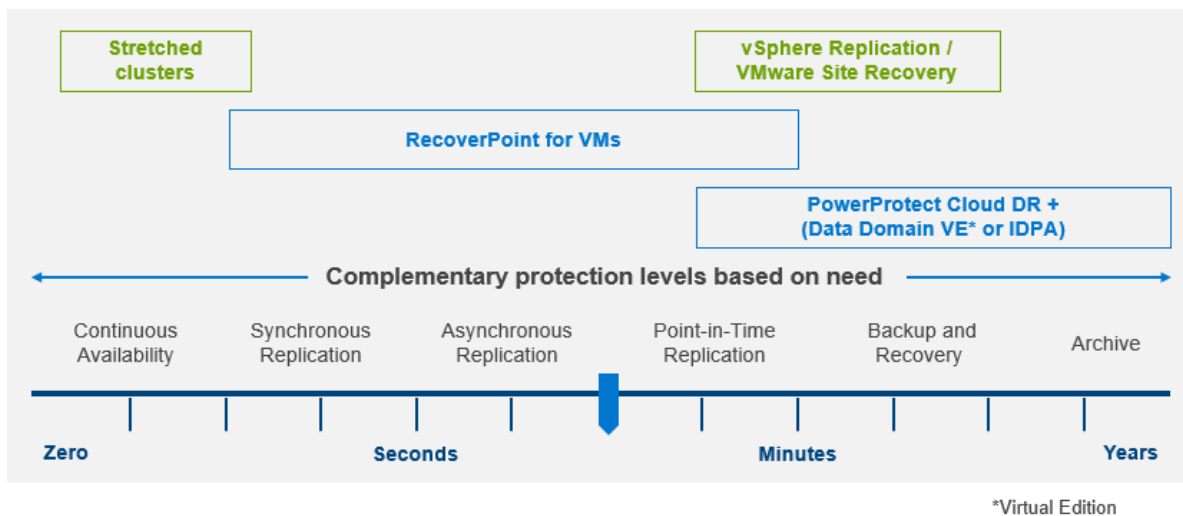 Stretched
clusters
vSphere Replication /
VMware Site Recovery
RecoverPoint for VMs
PowerProtect Cloud DR +
(Data Domain VE* or IDPA)
Complementary protection levels based on need
Continuous
Availability
Synchronous
Replication
Asynchronous
Replication
Point-in-Time
Replication
Backup and
Recovery
Archive
Zero
Seconds
Minutes
Years
*Virtual Edition